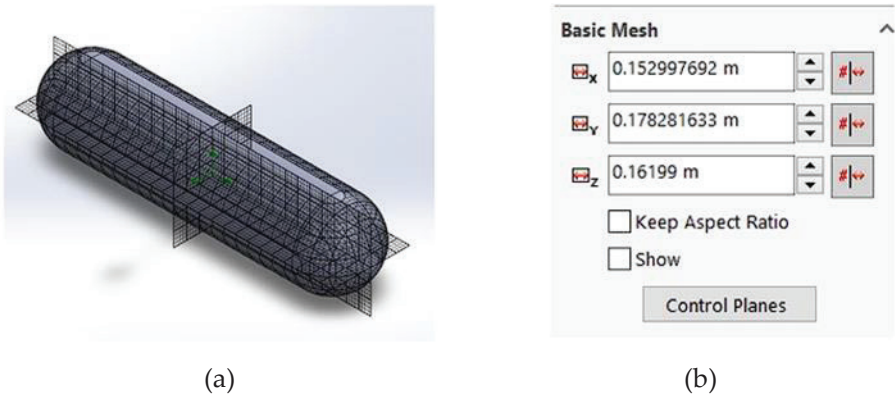 Basic Mesh
X 0.152997692 m
Y 0.178281633 m
Z 0.16199 m
Keep Aspect Ratio
Show
Control Planes
(a) (b)